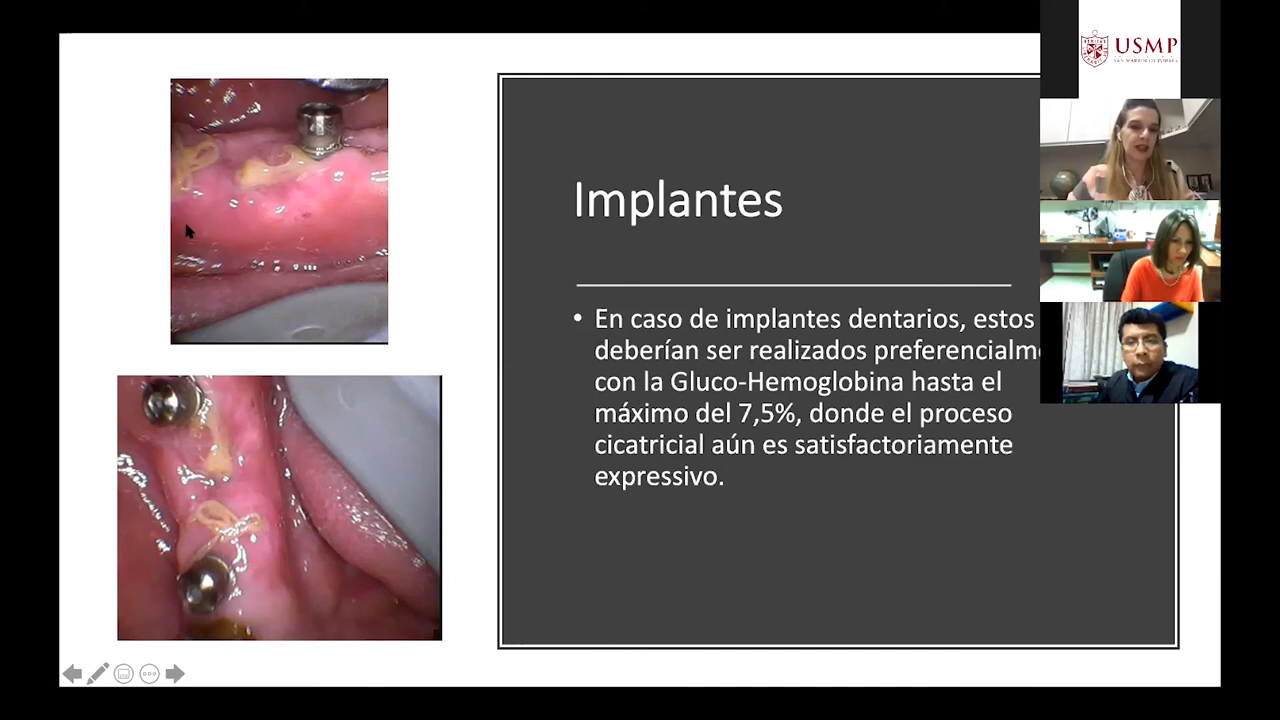 USMP
Implantes
• En caso de implantes dentarios, estos
deberían ser realizados
con la Gluco-Hemoglobina hasta el
máximo del 7,5%, donde el proceso
cicatricial aún es satisfactoriamente
expressivo.